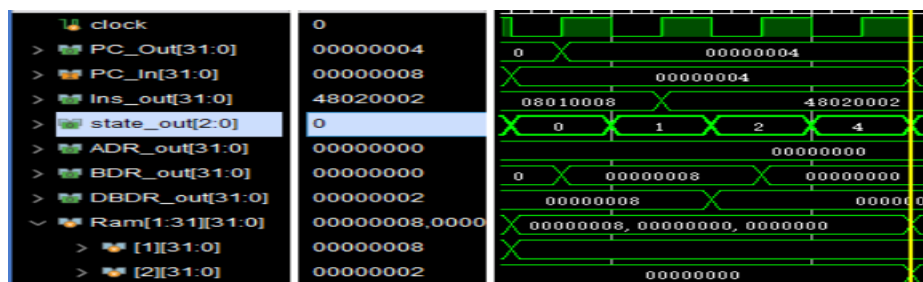 clock 0
> PC_Out[31:0] 00000004 0 00000004
> PC_In[31:0] 00000008 00000004
> Ins_out[31:0] 48020002 08010008 48020002
> state_out[2:0] 0 0 1 2 4
> ADR_out[31:0] 00000000 00000000
> BDR_out[31:0] 00000000 0 00000008 00000000
> DBDR_out[31:0] 00000002 00000008 00000
Ram[1:31][31:0] 00000008,0000 00000008, 00000000, 0000000
> [1][31:0] 00000008
> [2][31:0] 00000002 00000000